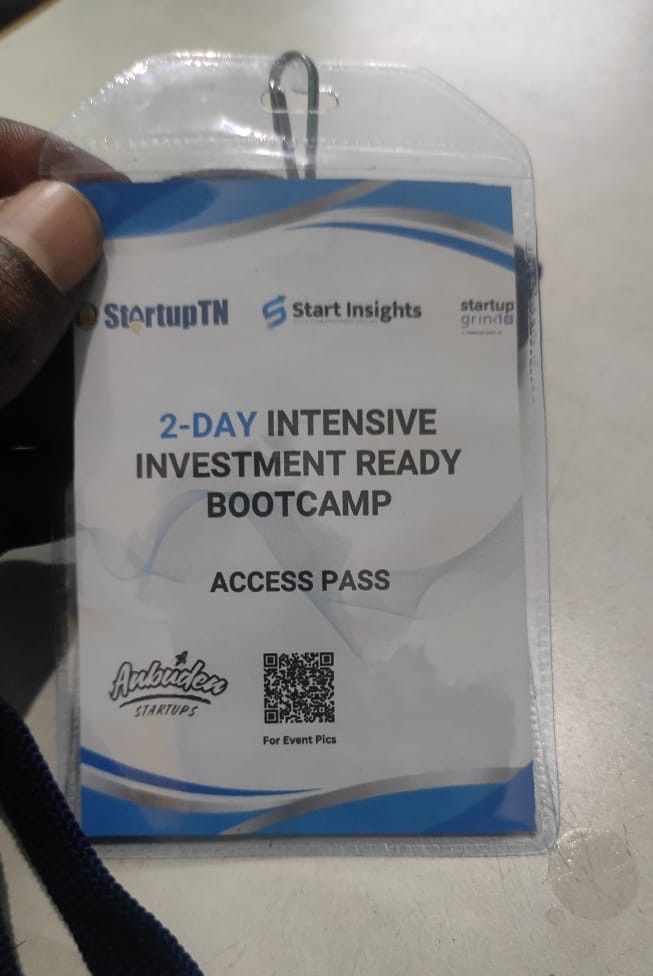 StartupTN
Start Insights
startup
grind
2-DAY INTENSIVE
INVESTMENT READY
BOOTCAMP
ACCESS PASS
Anbuden
STARTUPS
For Event Pics